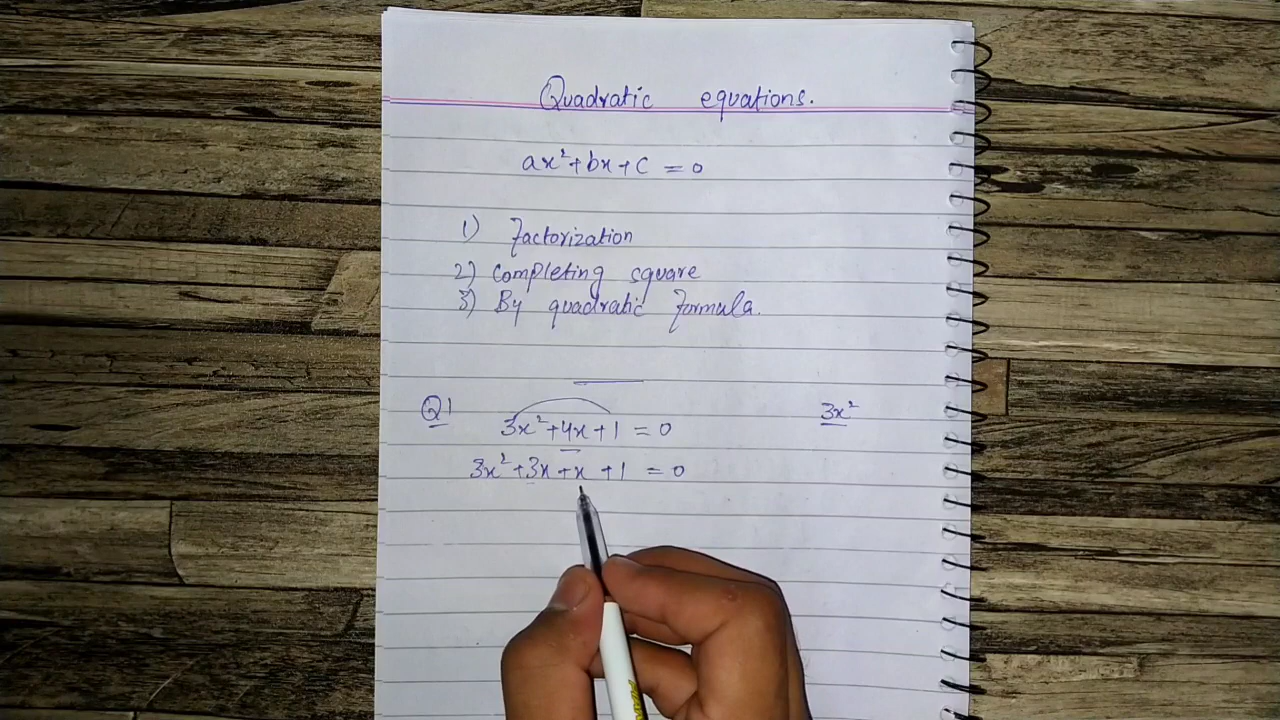 Quadratic equations.
ax²+bx+c = 0
1) Factorization
2) Completing square
3) By quadratic formula.
Q1 3x²+4x+1 = 0 3x²
3x²+3x+x+1 = 0